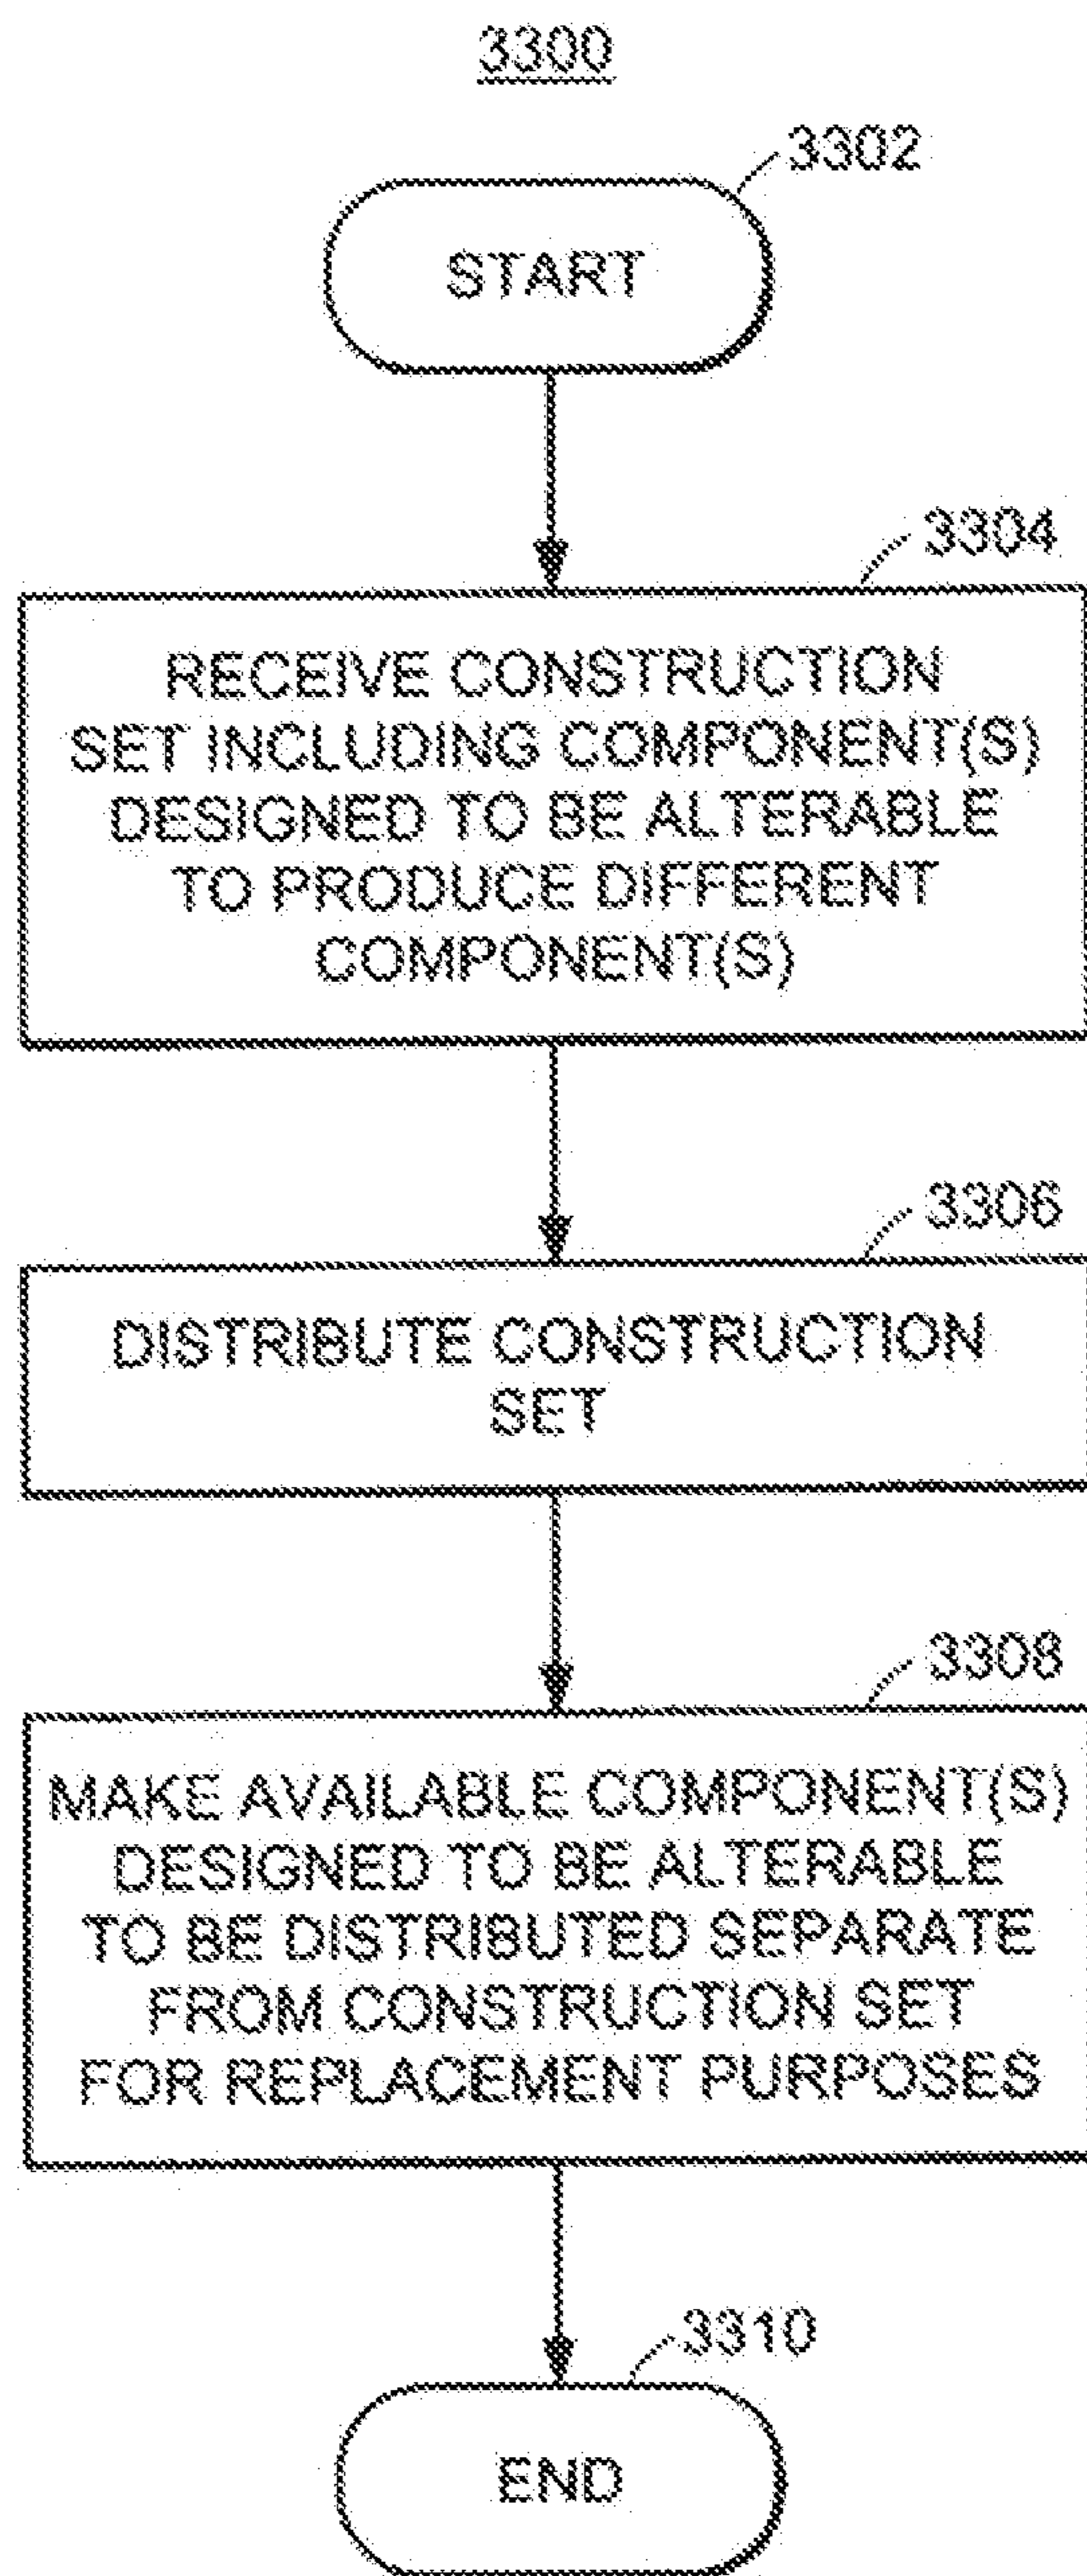 3300
3302
START
3304
RECEIVE CONSTRUCTION
SET INCLUDING COMPONENT(S)
DESIGNED TO BE ALTERABLE
TO PRODUCE DIFFERENT
COMPONENT(S)
3306
DISTRIBUTE CONSTRUCTION
SET
3308
MAKE AVAILABLE COMPONENT(S)
DESIGNED TO BE ALTERABLE
TO BE DISTRIBUTED SEPARATE
FROM CONSTRUCTION SET
FOR REPLACEMENT PURPOSES
3310
END